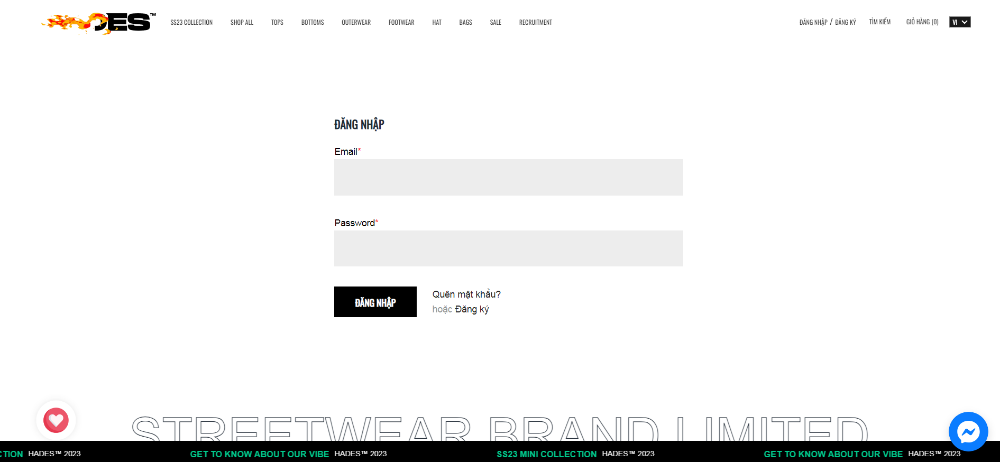 DES™
SS23 COLLECTION
SHOP ALL
TOPS
BOTTOMS
OUTERWEAR
FOOTWEAR
HAT
BAGS
SALE
RECRUITMENT
ĐĂNG NHẬP / ĐĂNG KÝ
TÌM KIẾM
GIỎ HÀNG (0)
VI
ĐĂNG NHẬP
Email*
Password*
ĐĂNG NHẬP
Quên mật khẩu?
hoặc Đăng ký
STREETWEAR BRAND LIMITED
CTION HADES™ 2023
GET TO KNOW ABOUT OUR VIBE HADES™ 2023
SS23 MINI COLLECTION HADES™ 2023
GET TO KNOW ABOUT OUR VIBE HADES™ 2023